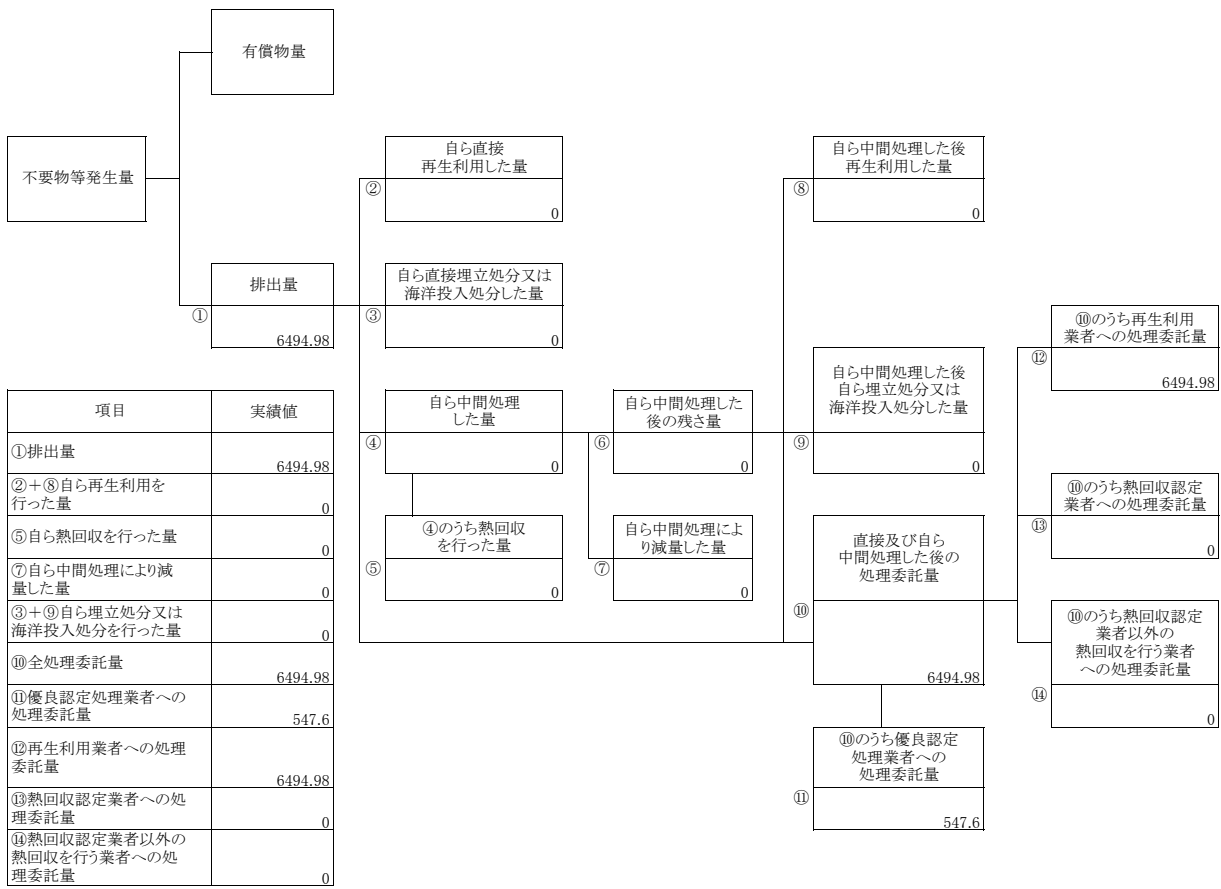 有償物量
不要物等発生量
自ら直接
再生利用した量
②
0
自ら中間処理した後
再生利用した量
⑧
0
排出量
①
6494.98
自ら直接埋立処分又は
海洋投入処分した量
③
0
⑩のうち再生利用
業者への処理委託量
⑫
6494.98
自ら中間処理
した量
④
0
自ら中間処理した
後の残さ量
⑥
0
自ら中間処理した後
自ら埋立処分又は
海洋投入処分した量
⑨
0
⑩のうち熱回収認定
業者への処理委託量
⑬
0
④のうち熱回収
を行った量
⑤
0
自ら中間処理によ
り減量した量
⑦
0
直接及び自ら
中間処理した後の
処理委託量
⑩
6494.98
⑩のうち熱回収認定
業者以外の
熱回収を行う業者
への処理委託量
⑭
0
⑩のうち優良認定
処理業者への
処理委託量
⑪
547.6
項目 実績値
①排出量
6494.98
②+⑧自ら再生利用を
行った量
0
⑤自ら熱回収を行った量
0
⑦自ら中間処理により減
量した量
0
③+⑨自ら埋立処分又は
海洋投入処分を行った量
0
⑩全処理委託量
6494.98
⑪優良認定処理業者への
処理委託量
547.6
⑫再生利用業者への処理
委託量
6494.98
⑬熱回収認定業者への処
理委託量
0
⑭熱回収認定業者以外の
熱回収を行う業者への処
理委託量
0